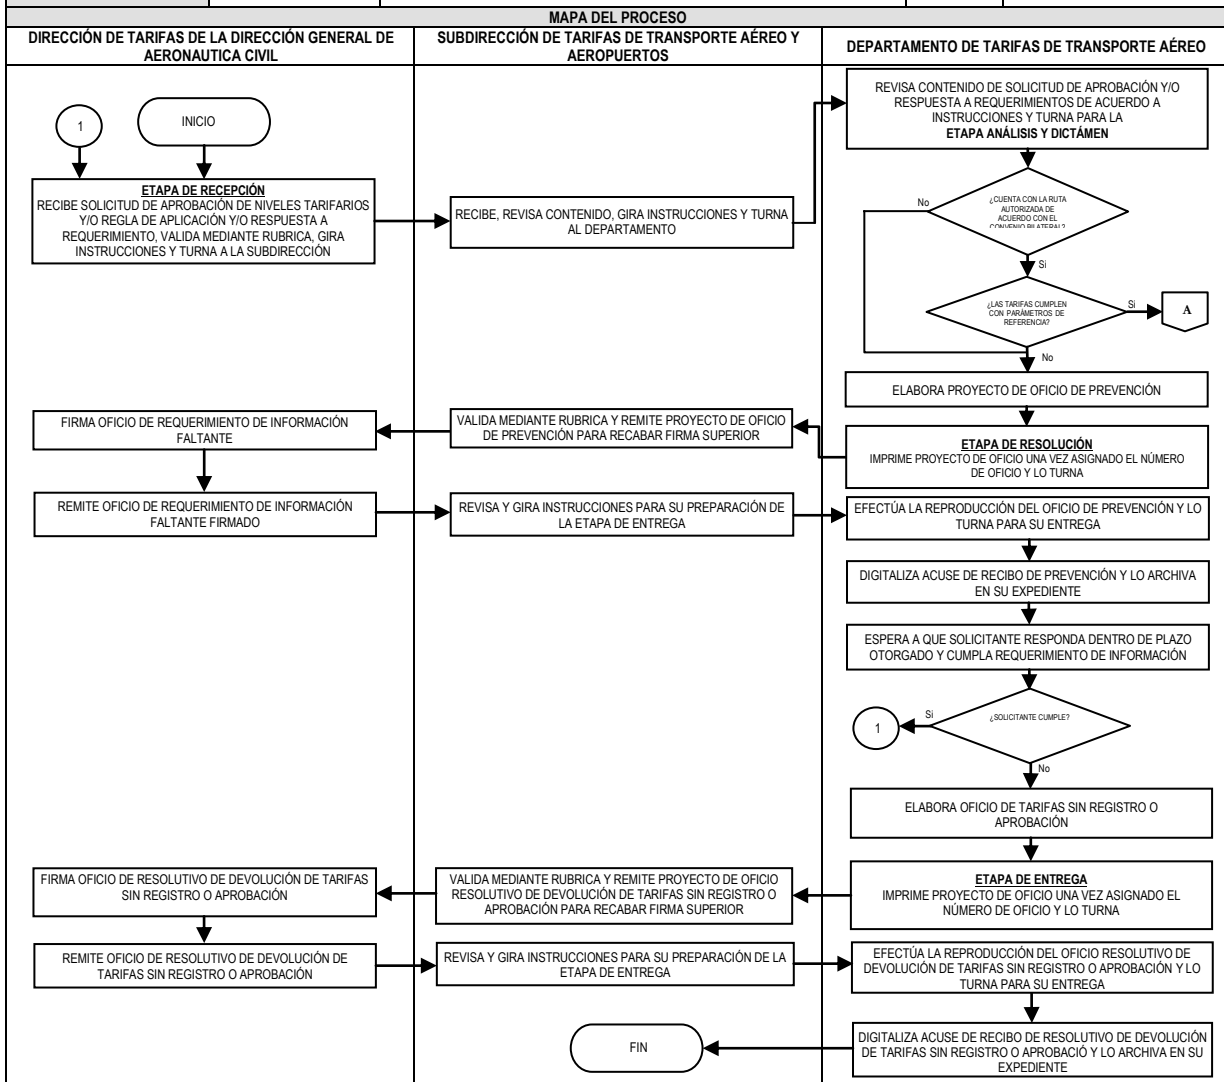 MAPA DEL PROCESO
DIRECCIÓN DE TARIFAS DE LA DIRECCIÓN GENERAL DE
AERONAUTICA CIVIL
SUBDIRECCIÓN DE TARIFAS DE TRANSPORTE AÉREO Y
AEROPUERTOS
DEPARTAMENTO DE TARIFAS DE TRANSPORTE AÉREO
1
INICIO
ETAPA DE RECEPCIÓN
RECIBE SOLICITUD DE APROBACIÓN DE NIVELES TARIFARIOS
Y/O REGLA DE APLICACIÓN Y/O RESPUESTA A
REQUERIMIENTO, VALIDA MEDIANTE RUBRICA, GIRA
INSTRUCCIONES Y TURNA A LA SUBDIRECCIÓN
RECIBE, REVISA CONTENIDO, GIRA INSTRUCCIONES Y TURNA
AL DEPARTAMENTO
REVISA CONTENIDO DE SOLICITUD DE APROBACIÓN Y/O
RESPUESTA A REQUERIMIENTOS DE ACUERDO A
INSTRUCCIONES Y TURNA PARA LA
ETAPA ANÁLISIS Y DICTÁMEN
¿CUENTA CON LA RUTA
AUTORIZADA DE
ACUERDO CON EL
CONVENIO BILATERAL?
No
Si
¿LAS TARIFAS CUMPLEN
CON PARÁMETROS DE
REFERENCIA?
Si
A
No
ELABORA PROYECTO DE OFICIO DE PREVENCIÓN
FIRMA OFICIO DE REQUERIMIENTO DE INFORMACIÓN
FALTANTE
VALIDA MEDIANTE RUBRICA Y REMITE PROYECTO DE OFICIO
DE PREVENCIÓN PARA RECABAR FIRMA SUPERIOR
ETAPA DE RESOLUCIÓN
IMPRIME PROYECTO DE OFICIO UNA VEZ ASIGNADO EL NÚMERO
DE OFICIO Y LO TURNA
REMITE OFICIO DE REQUERIMIENTO DE INFORMACIÓN
FALTANTE FIRMADO
REVISA Y GIRA INSTRUCCIONES PARA SU PREPARACIÓN DE
LA ETAPA DE ENTREGA
EFECTÚA LA REPRODUCCIÓN DEL OFICIO DE PREVENCIÓN Y LO
TURNA PARA SU ENTREGA
DIGITALIZA ACUSE DE RECIBO DE PREVENCIÓN Y LO ARCHIVA
EN SU EXPEDIENTE
ESPERA A QUE SOLICITANTE RESPONDA DENTRO DE PLAZO
OTORGADO Y CUMPLA REQUERIMIENTO DE INFORMACIÓN
¿SOLICITANTE CUMPLE?
Si
1
No
ELABORA OFICIO DE TARIFAS SIN REGISTRO O
APROBACIÓN
FIRMA OFICIO DE RESOLUTIVO DE DEVOLUCIÓN DE TARIFAS
SIN REGISTRO O APROBACIÓN
VALIDA MEDIANTE RUBRICA Y REMITE PROYECTO DE OFICIO
RESOLUTIVO DE DEVOLUCIÓN DE TARIFAS SIN REGISTRO O
APROBACIÓN PARA RECABAR FIRMA SUPERIOR
ETAPA DE ENTREGA
IMPRIME PROYECTO DE OFICIO UNA VEZ ASIGNADO EL
NÚMERO DE OFICIO Y LO TURNA
REMITE OFICIO DE RESOLUTIVO DE DEVOLUCIÓN DE
TARIFAS SIN REGISTRO O APROBACIÓN
REVISA Y GIRA INSTRUCCIONES PARA SU PREPARACIÓN DE LA
ETAPA DE ENTREGA
EFECTÚA LA REPRODUCCIÓN DEL OFICIO RESOLUTIVO DE
DEVOLUCIÓN DE TARIFAS SIN REGISTRO O APROBACIÓN Y LO
TURNA PARA SU ENTREGA
FIN
DIGITALIZA ACUSE DE RECIBO DE RESOLUTIVO DE DEVOLUCIÓN
DE TARIFAS SIN REGISTRO O APROBACIÓ Y LO ARCHIVA EN SU
EXPEDIENTE